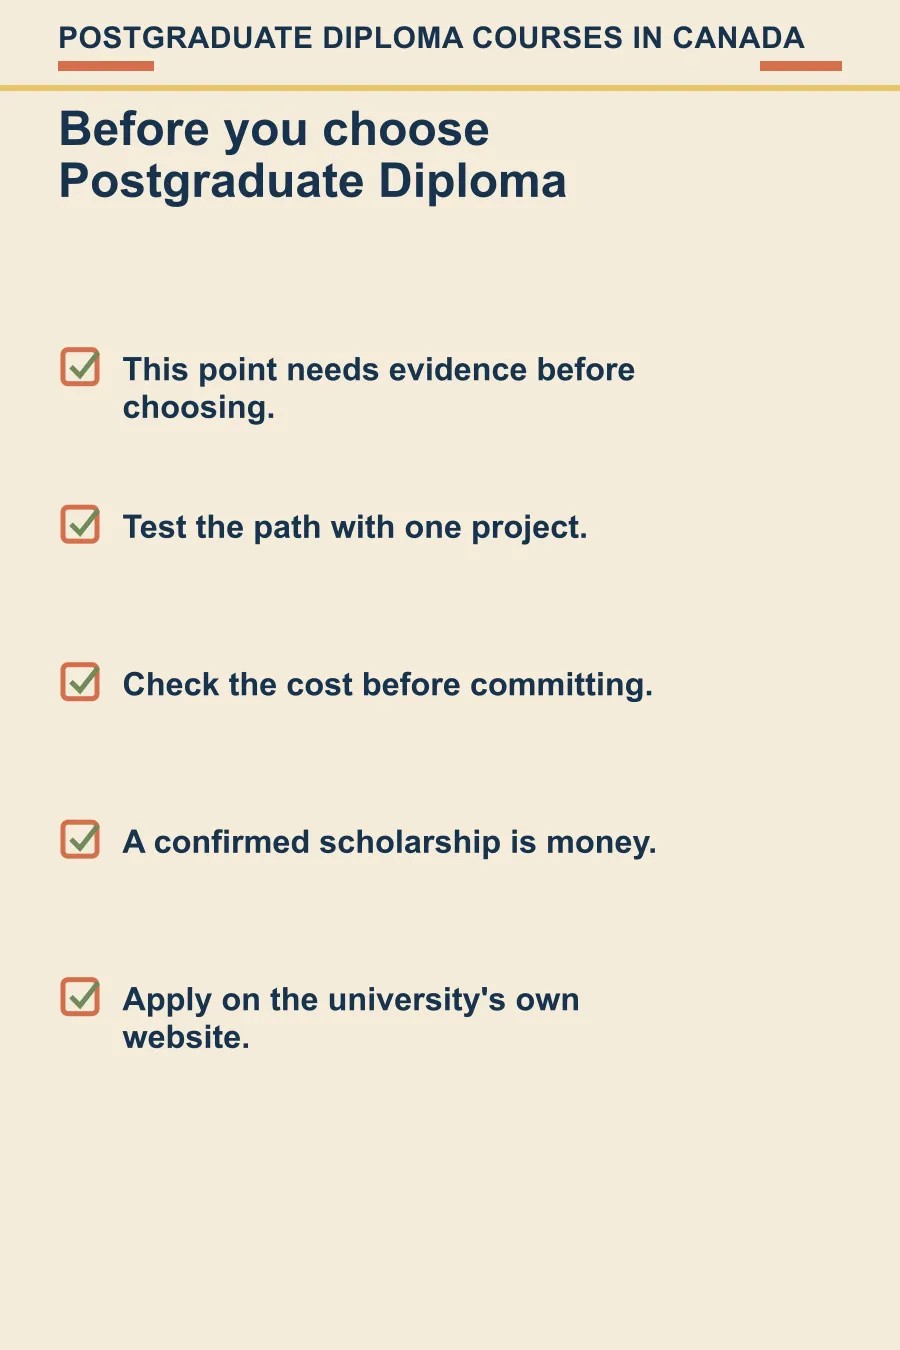 POSTGRADUATE DIPLOMA COURSES IN CANADA
Before you choose
Postgraduate Diploma
This point needs evidence before
choosing.
Test the path with one project.
Check the cost before committing.
A confirmed scholarship is money.
Apply on the university's own
website.